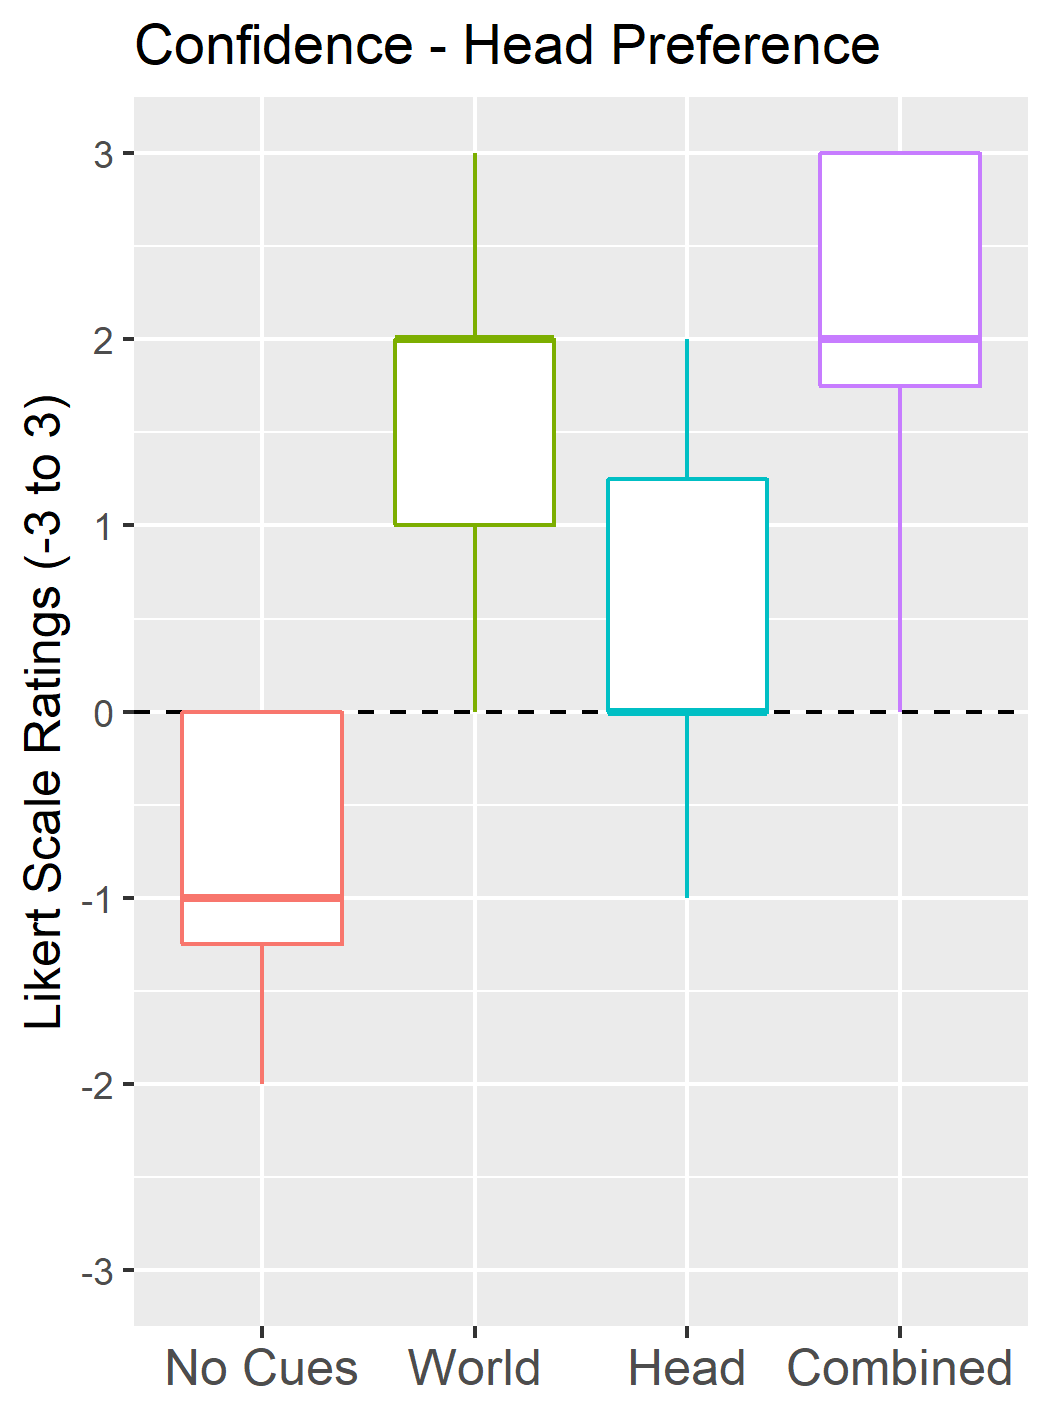 Confidence - Head Preference
Likert Scale Ratings (-3 to 3)
3
2
1
0
-1
-2
-3
No Cues World Head Combined